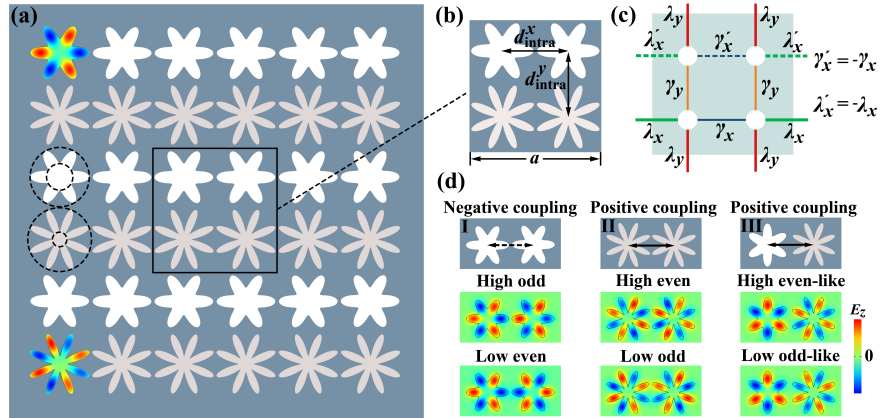 (a)
(b)
d^x_intra
d^y_intra
a
(c)
λ_y λ_y
λ′_x γ′_x λ′_x
γ′_x = -γ_x
γ_y γ_y
λ′_x = -λ_x
λ_x γ_x λ_x
λ_y λ_y
(d)
Negative coupling Positive coupling Positive coupling
I II III
High odd High even High even-like
Low even Low odd Low odd-like
E_z
0